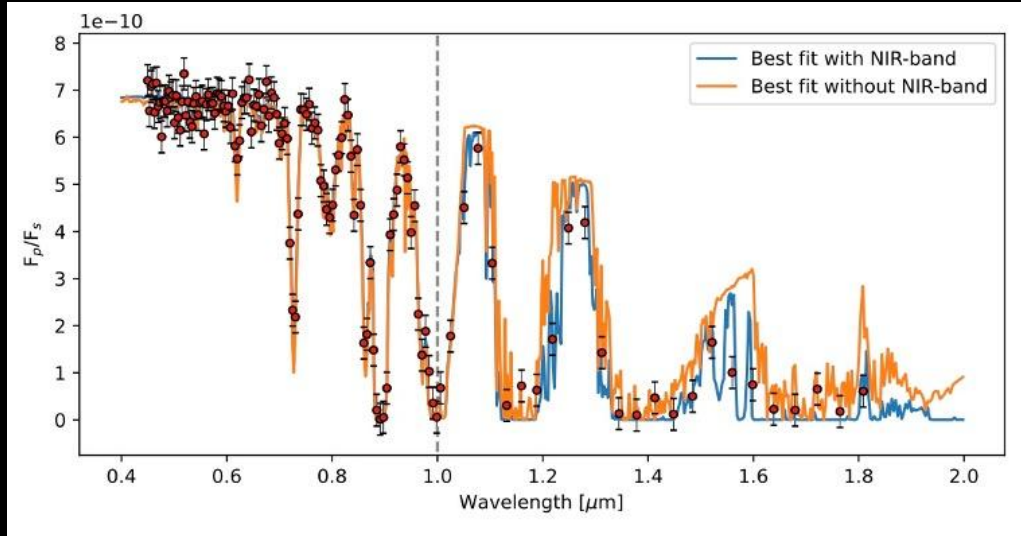 1e−10
8
7
6
5
4
3
2
1
0
F_p/F_s
Best fit with NIR-band
Best fit without NIR-band
0.4 0.6 0.8 1.0 1.2 1.4 1.6 1.8 2.0
Wavelength [μm]